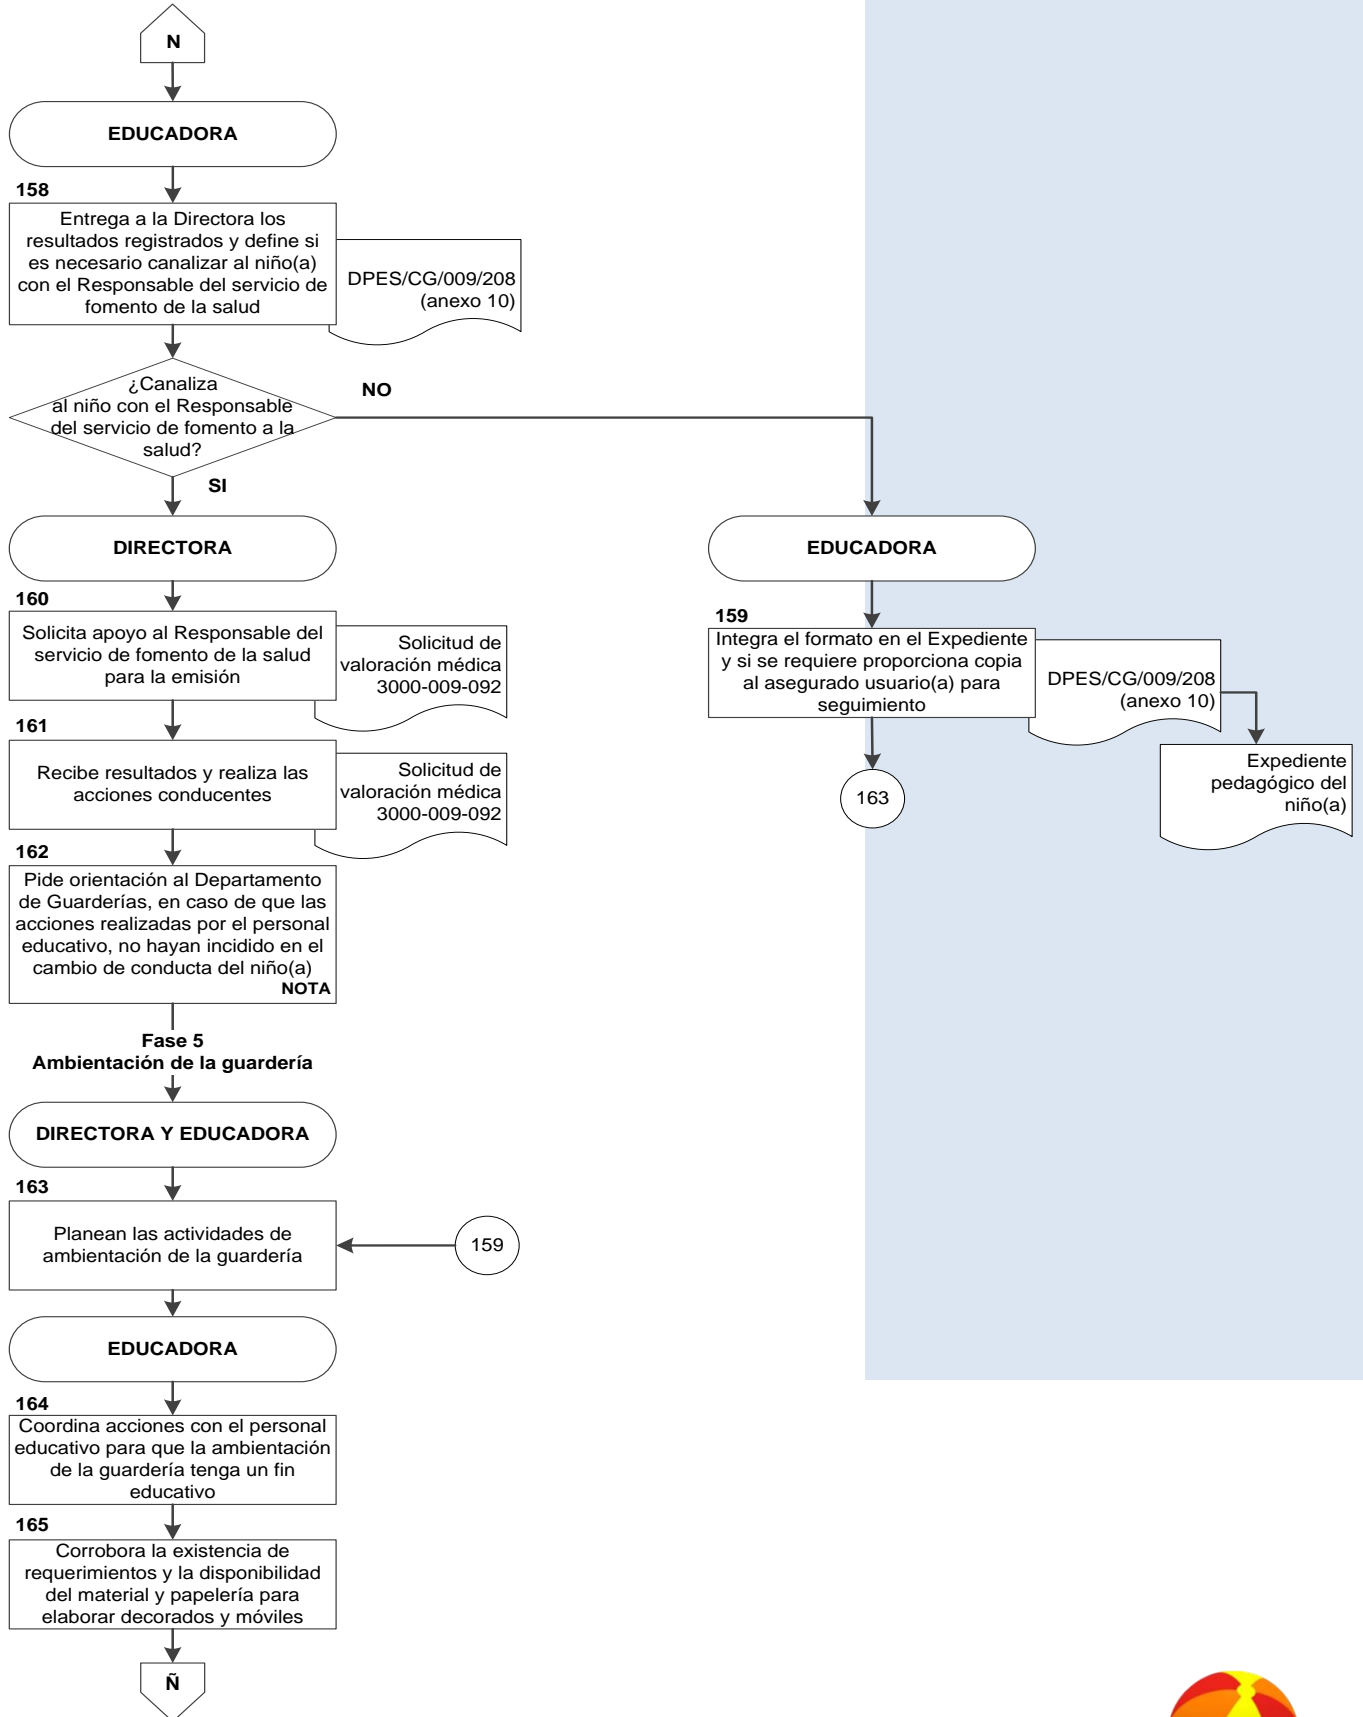 N
EDUCADORA
158
Entrega a la Directora los
resultados registrados y define si
es necesario canalizar al niño(a)
con el Responsable del servicio de
fomento de la salud
DPES/CG/009/208
(anexo 10)
¿Canaliza
al niño con el Responsable
del servicio de fomento a la
salud?
NO
SI
DIRECTORA
160
Solicita apoyo al Responsable del
servicio de fomento de la salud
para la emisión
Solicitud de
valoración médica
3000-009-092
161
Recibe resultados y realiza las
acciones conducentes
Solicitud de
valoración médica
3000-009-092
162
Pide orientación al Departamento
de Guarderías, en caso de que las
acciones realizadas por el personal
educativo, no hayan incidido en el
cambio de conducta del niño(a)
NOTA
EDUCADORA
159
Integra el formato en el Expediente
y si se requiere proporciona copia
al asegurado usuario(a) para
seguimiento
DPES/CG/009/208
(anexo 10)
Expediente
pedagógico del
niño(a)
163
Fase 5
Ambientación de la guardería
DIRECTORA Y EDUCADORA
163
Planean las actividades de
ambientación de la guardería
159
EDUCADORA
164
Coordina acciones con el personal
educativo para que la ambientación
de la guardería tenga un fin
educativo
165
Corrobora la existencia de
requerimientos y la disponibilidad
del material y papelería para
elaborar decorados y móviles
Ñ